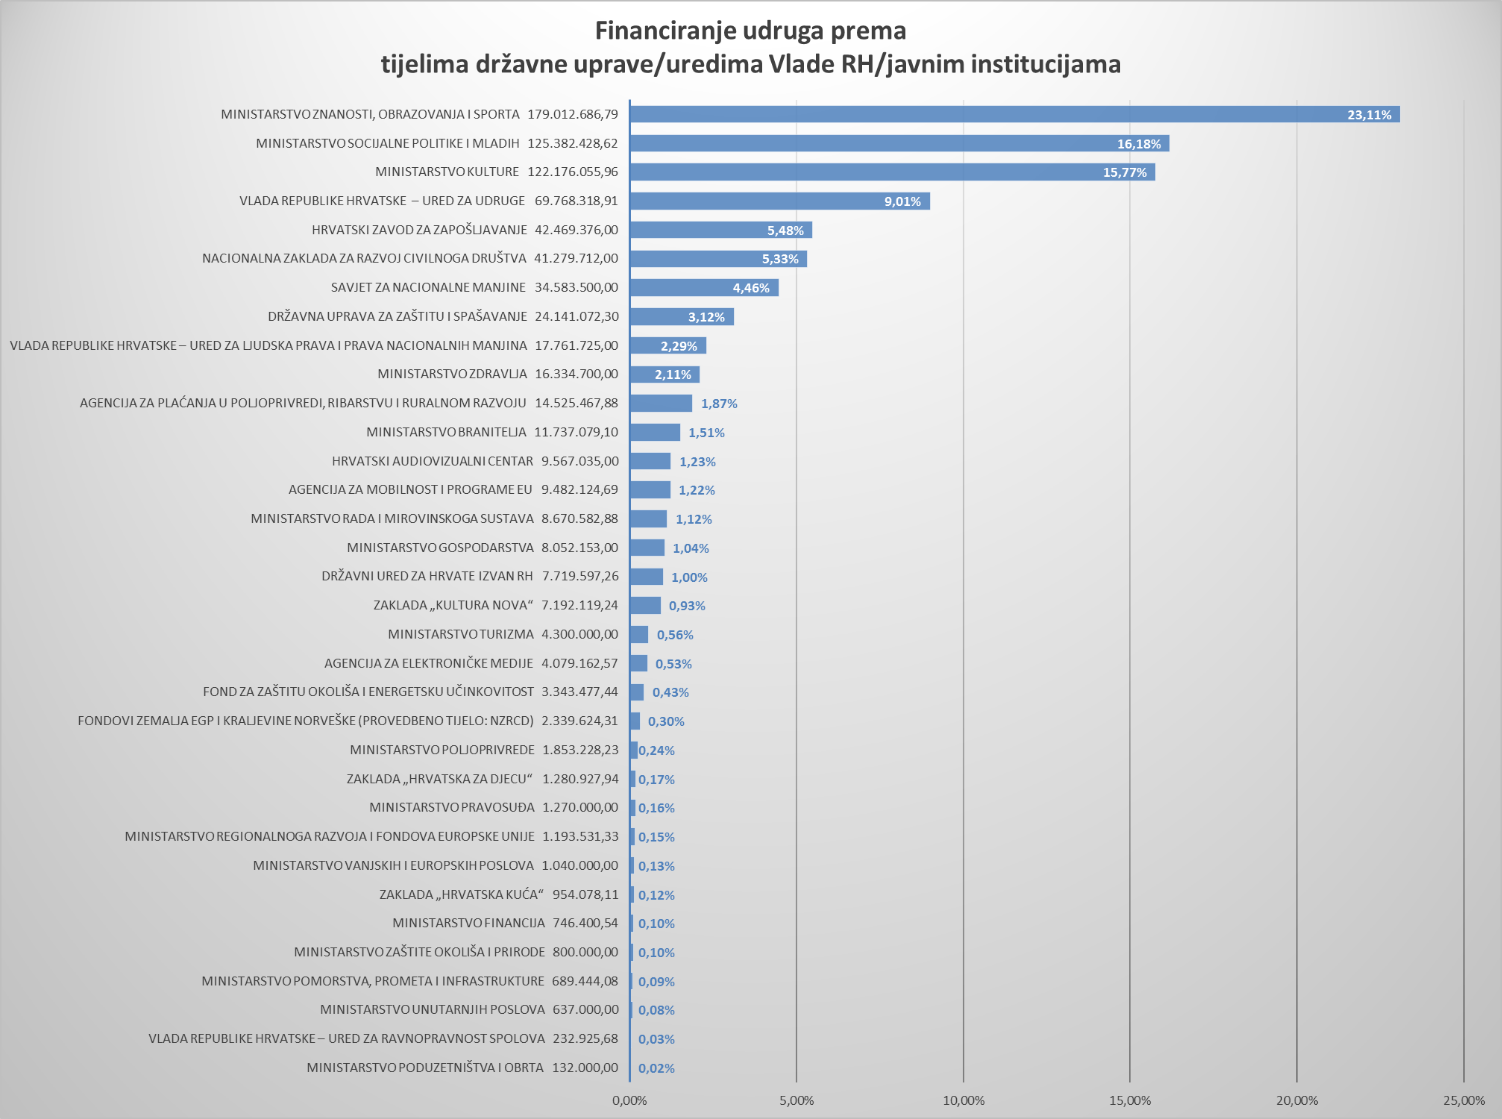 Financiranje udruga prema
tijelima državne uprave/uredima Vlade RH/javnim institucijama
MINISTARSTVO ZNANOSTI, OBRAZOVANJA I SPORTA 179.012.686,79 23,11%
MINISTARSTVO SOCIJALNE POLITIKE I MLADIH 125.382.428,62 16,18%
MINISTARSTVO KULTURE 122.176.055,96 15,77%
VLADA REPUBLIKE HRVATSKE – URED ZA UDRUGE 69.768.318,91 9,01%
HRVATSKI ZAVOD ZA ZAPOŠLJAVANJE 42.469.376,00 5,48%
NACIONALNA ZAKLADA ZA RAZVOJ CIVILNOGA DRUŠTVA 41.279.712,00 5,33%
SAVJET ZA NACIONALNE MANJINE 34.583.500,00 4,46%
DRŽAVNA UPRAVA ZA ZAŠTITU I SPAŠAVANJE 24.141.072,30 3,12%
VLADA REPUBLIKE HRVATSKE – URED ZA LJUDSKA PRAVA I PRAVA NACIONALNIH MANJINA 17.761.725,00 2,29%
MINISTARSTVO ZDRAVLJA 16.334.700,00 2,11%
AGENCIJA ZA PLAĆANJA U POLJOPRIVREDI, RIBARSTVU I RURALNOM RAZVOJU 14.525.467,88 1,87%
MINISTARSTVO BRANITELJA 11.737.079,10 1,51%
HRVATSKI AUDIOVIZUALNI CENTAR 9.567.035,00 1,23%
AGENCIJA ZA MOBILNOST I PROGRAME EU 9.482.124,69 1,22%
MINISTARSTVO RADA I MIROVINSKOGA SUSTAVA 8.670.582,88 1,12%
MINISTARSTVO GOSPODARSTVA 8.052.153,00 1,04%
DRŽAVNI URED ZA HRVATE IZVAN RH 7.719.597,26 1,00%
ZAKLADA „KULTURA NOVA“ 7.192.119,24 0,93%
MINISTARSTVO TURIZMA 4.300.000,00 0,56%
AGENCIJA ZA ELEKTRONIČKE MEDIJE 4.079.162,57 0,53%
FOND ZA ZAŠTITU OKOLIŠA I ENERGETSKU UČINKOVITOST 3.343.477,44 0,43%
FONDOVI ZEMALJA EGP I KRALJEVINE NORVEŠKE (PROVEDBENO TIJELO: NZRCD) 2.339.624,31 0,30%
MINISTARSTVO POLJOPRIVREDE 1.853.228,23 0,24%
ZAKLADA „HRVATSKA ZA DJECU“ 1.280.927,94 0,17%
MINISTARSTVO PRAVOSUĐA 1.270.000,00 0,16%
MINISTARSTVO REGIONALNOGA RAZVOJA I FONDOVA EUROPSKE UNIJE 1.193.531,33 0,15%
MINISTARSTVO VANJSKIH I EUROPSKIH POSLOVA 1.040.000,00 0,13%
ZAKLADA „HRVATSKA KUĆA“ 954.078,11 0,12%
MINISTARSTVO FINANCIJA 746.400,54 0,10%
MINISTARSTVO ZAŠTITE OKOLIŠA I PRIRODE 800.000,00 0,10%
MINISTARSTVO POMORSTVA, PROMETA I INFRASTRUKTURE 689.444,08 0,09%
MINISTARSTVO UNUTARNJIH POSLOVA 637.000,00 0,08%
VLADA REPUBLIKE HRVATSKE – URED ZA RAVNOPRAVNOST SPOLOVA 232.925,68 0,03%
MINISTARSTVO PODUZETNIŠTVA I OBRTA 132.000,00 0,02%
0,00% 5,00% 10,00% 15,00% 20,00% 25,00%